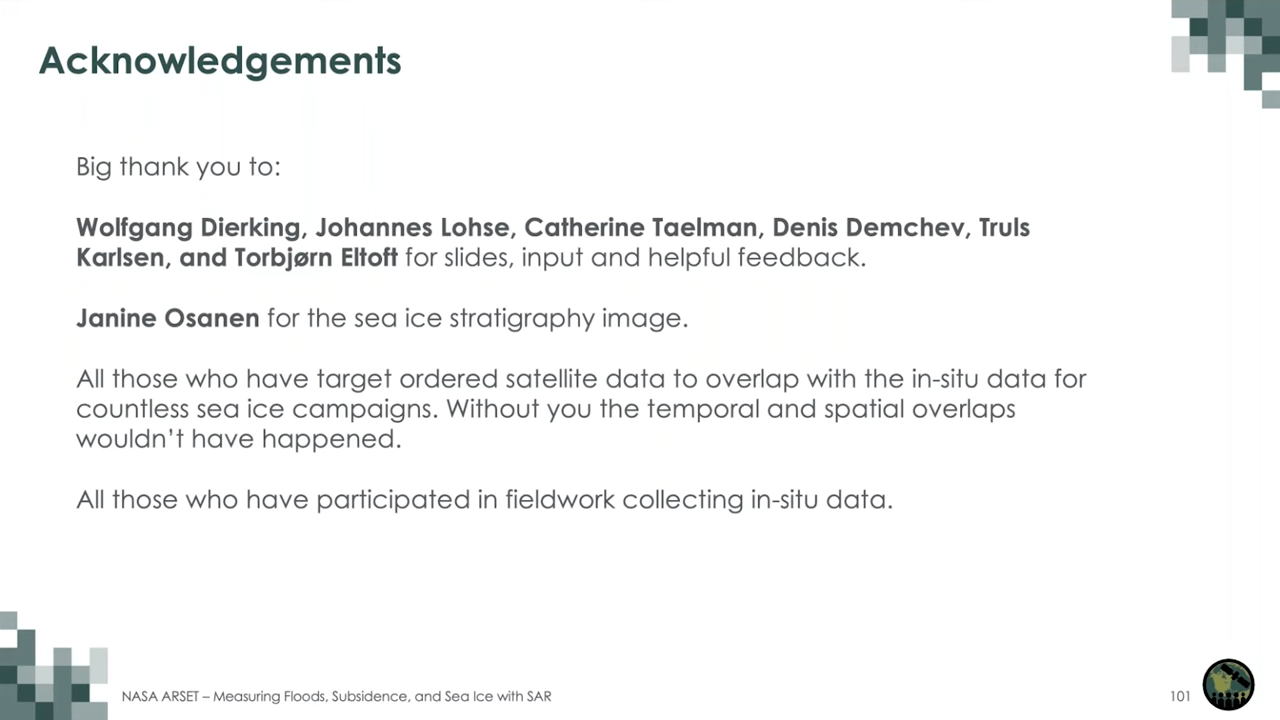 Acknowledgements
Big thank you to:
Wolfgang Dierking, Johannes Lohse, Catherine Taelman, Denis Demchev, Truls
Karlsen, and Torbjørn Eltoft for slides, input and helpful feedback.
Janine Osanen for the sea ice stratigraphy image.
All those who have target ordered satellite data to overlap with the in-situ data for
countless sea ice campaigns. Without you the temporal and spatial overlaps
wouldn’t have happened.
All those who have participated in fieldwork collecting in-situ data.
NASA ARSET – Measuring Floods, Subsidence, and Sea Ice with SAR
101